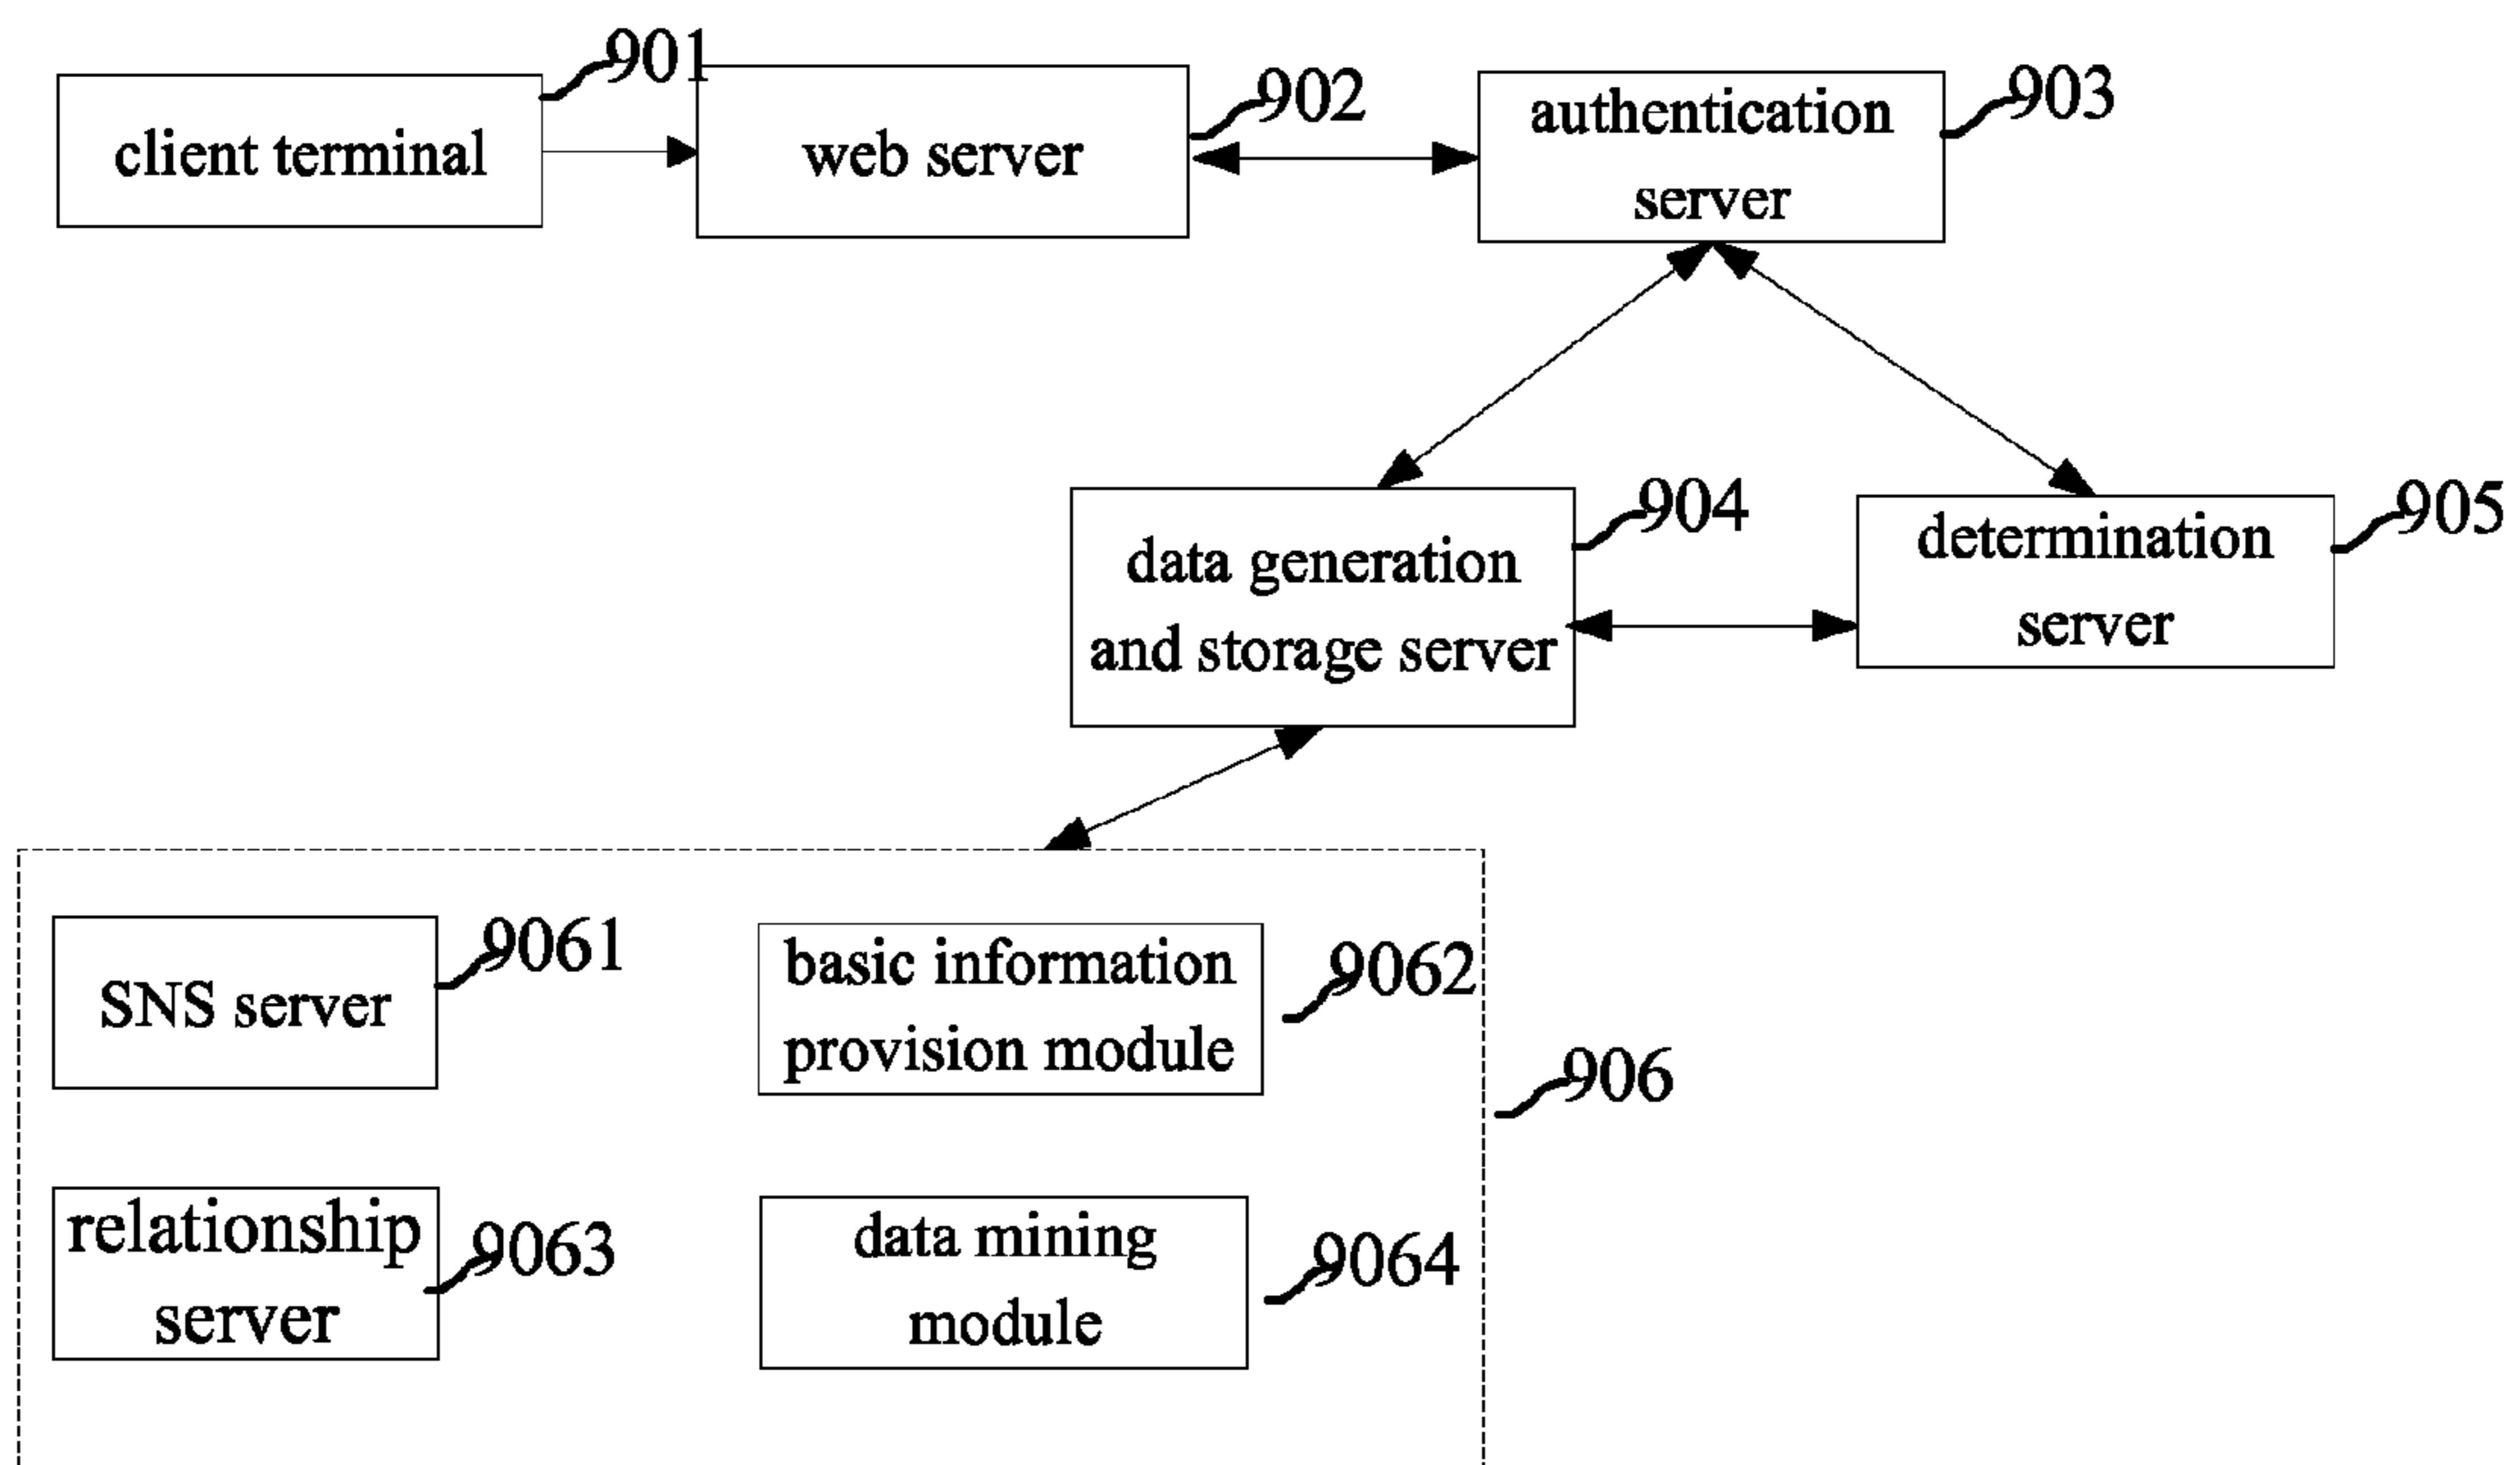 901
client terminal
web server
902
authentication
server
903
data generation
and storage server
904
determination
server
905
SNS server
9061
basic information
provision module
9062
906
relationship
server
9063
data mining
module
9064